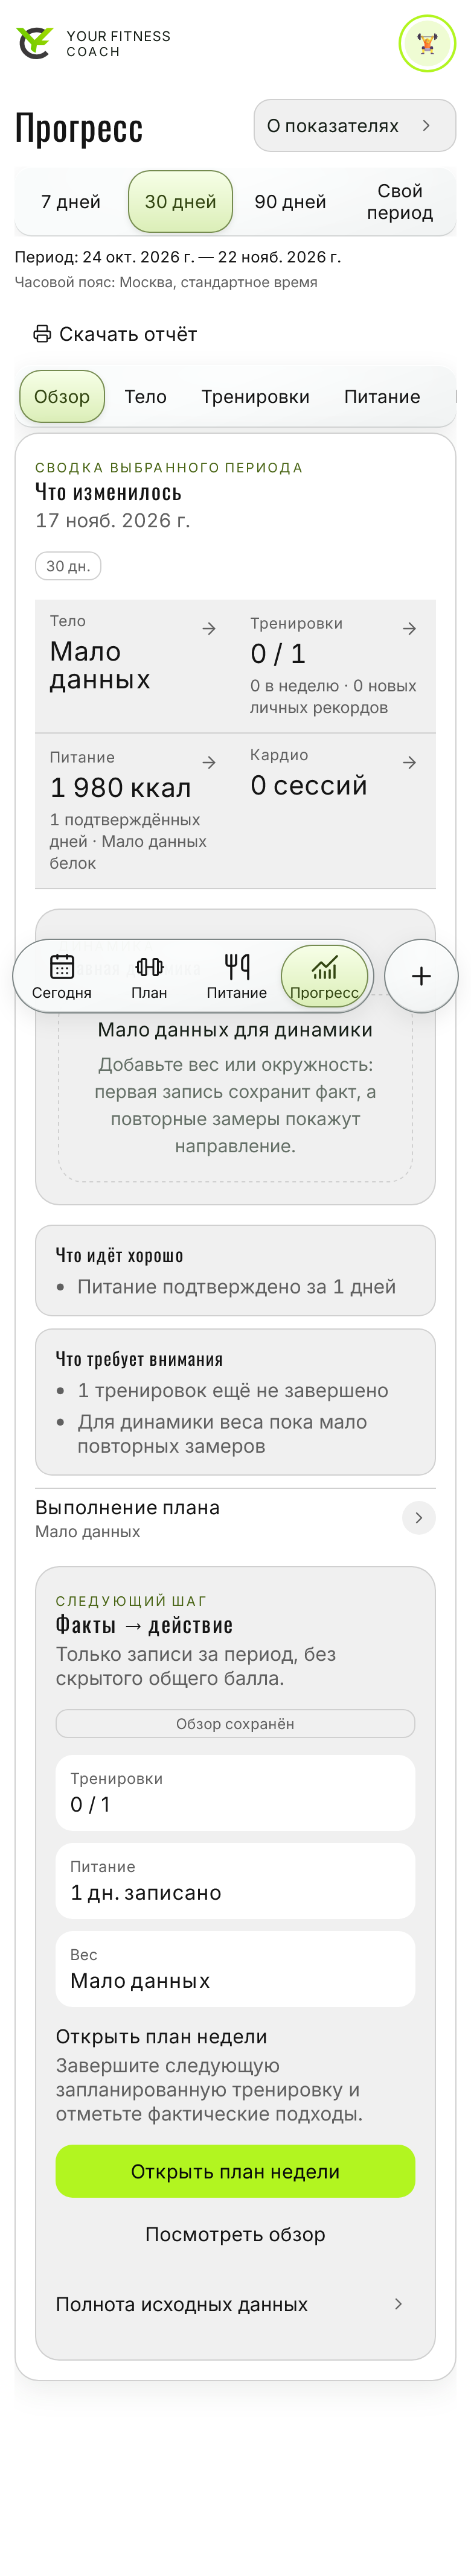 YOUR FITNESS
COACH
Прогресс
О показателях
7 дней
30 дней
90 дней
Свой
период
Период: 24 окт. 2026 г. — 22 нояб. 2026 г.
Часовой пояс: Москва, стандартное время
Скачать отчёт
Обзор
Тело
Тренировки
Питание
СВОДКА ВЫБРАННОГО ПЕРИОДА
Что изменилось
17 нояб. 2026 г.
30 дн.
Тело
Мало
данных
Тренировки
0 / 1
0 в неделю · 0 новых
личных рекордов
Питание
1 980 ккал
1 подтверждённых
дней · Мало данных
белок
Кардио
0 сессий
Сегодня
План
Питание
Прогресс
Мало данных для динамики
Добавьте вес или окружность:
первая запись сохранит факт, а
повторные замеры покажут
направление.
Что идёт хорошо
• Питание подтверждено за 1 дней
Что требует внимания
• 1 тренировок ещё не завершено
• Для динамики веса пока мало
повторных замеров
Выполнение плана
Мало данных
СЛЕДУЮЩИЙ ШАГ
Факты → действие
Только записи за период, без
скрытого общего балла.
Обзор сохранён
Тренировки
0 / 1
Питание
1 дн. записано
Вес
Мало данных
Открыть план недели
Завершите следующую
запланированную тренировку и
отметьте фактические подходы.
Открыть план недели
Посмотреть обзор
Полнота исходных данных